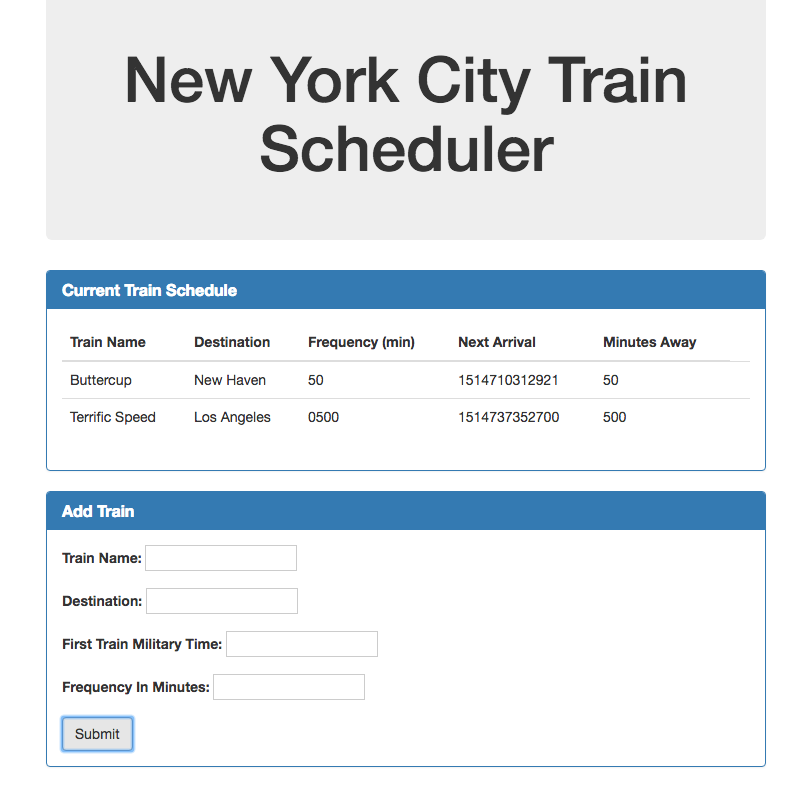 New York City Train
Scheduler
Current Train Schedule
Train Name Destination Frequency (min) Next Arrival Minutes Away
Buttercup New Haven 50 1514710312921 50
Terrific Speed Los Angeles 0500 1514737352700 500
Add Train
Train Name:
Destination:
First Train Military Time:
Frequency In Minutes:
Submit